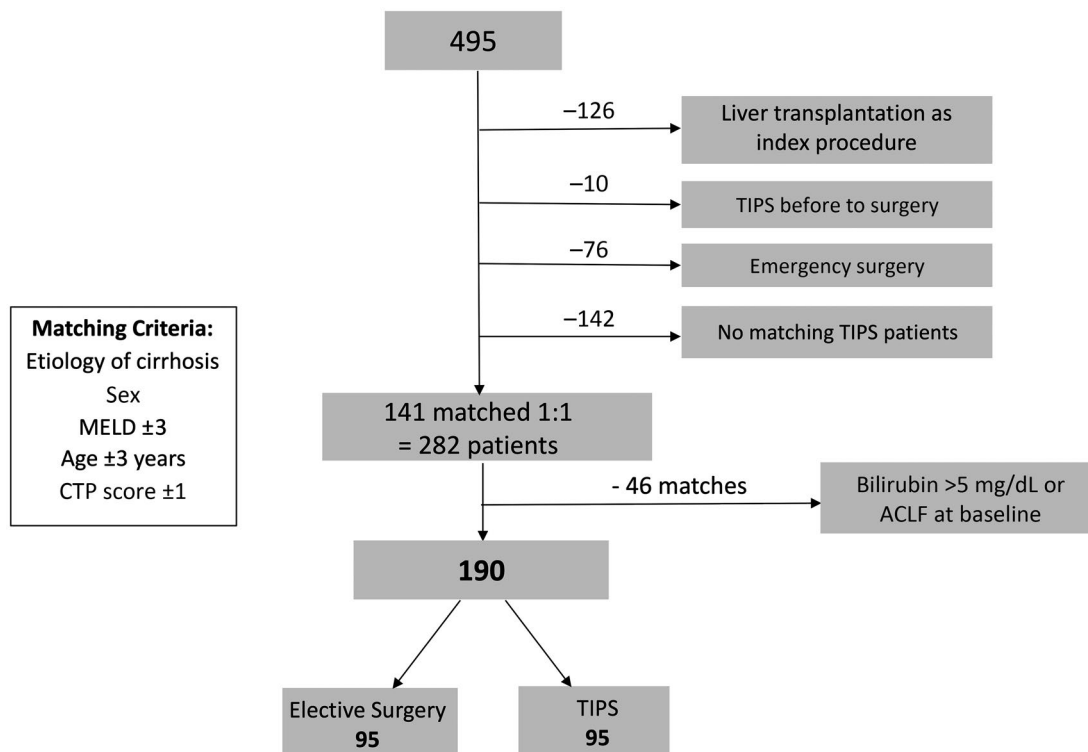 495
–126
Liver transplantation as
index procedure
–10
TIPS before to surgery
–76
Emergency surgery
–142
No matching TIPS patients
Matching Criteria:
Etiology of cirrhosis
Sex
MELD ±3
Age ±3 years
CTP score ±1
141 matched 1:1
= 282 patients
- 46 matches
Bilirubin >5 mg/dL or
ACLF at baseline
190
Elective Surgery
95
TIPS
95